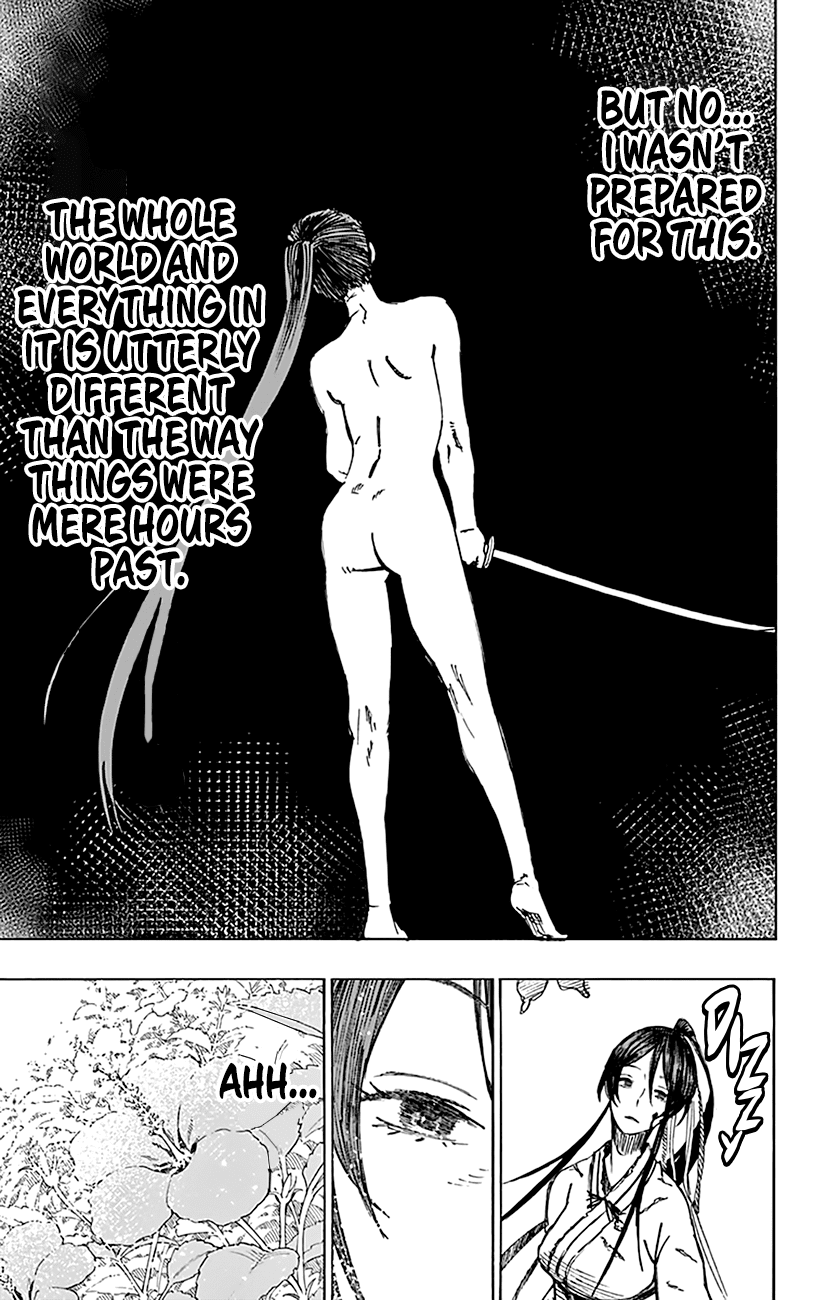 BUT NO...
I WASN'T
PREPARED
FOR THIS.
THE WHOLE
WORLD AND
EVERYTHING IN
IT IS UTTERLY
DIFFERENT
THAN THE WAY
THINGS WERE
MERE HOURS
PAST.
DIZZY
AHH...